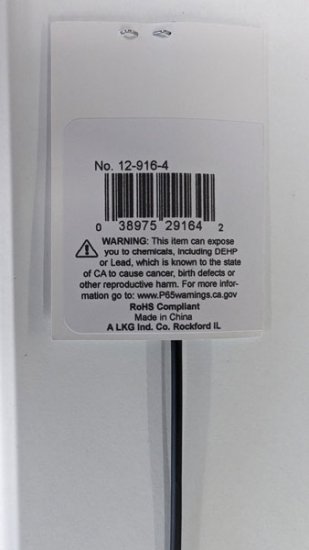 No. 12-916-4
0 38975 29164 2
WARNING: This item can expose
you to chemicals, including DEHP
or Lead, which is known to the state
of CA to cause cancer, birth defects or
other reproductive harm. For more infor-
mation go to: www.P65warnings.ca.gov
RoHS Compliant
Made in China
A LKG Ind. Co. Rockford IL